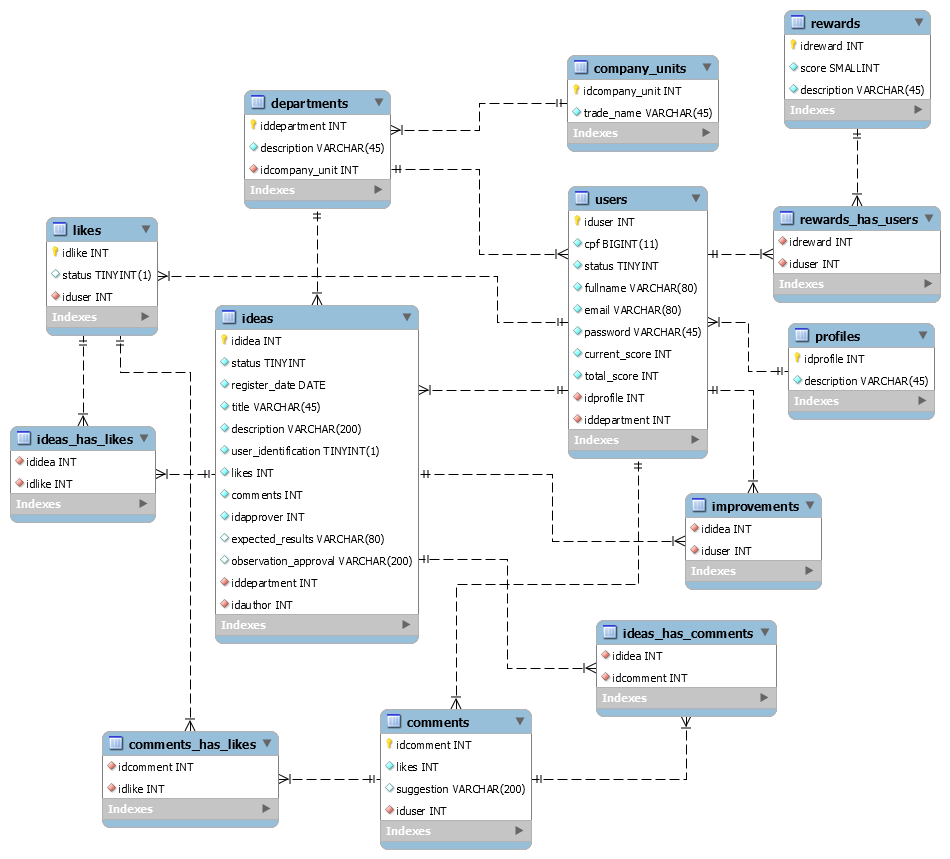 rewards
idreward INT
score SMALLINT
description VARCHAR(45)
Indexes
company_units
idcompany_unit INT
trade_name VARCHAR(45)
Indexes
departments
iddepartment INT
description VARCHAR(45)
idcompany_unit INT
Indexes
users
iduser INT
cpf BIGINT(11)
status TINYINT
fullname VARCHAR(80)
email VARCHAR(80)
password VARCHAR(45)
current_score INT
total_score INT
idprofile INT
iddepartment INT
Indexes
rewards_has_users
idreward INT
iduser INT
Indexes
likes
idlike INT
status TINYINT(1)
iduser INT
Indexes
ideas
ididea INT
status TINYINT
register_date DATE
title VARCHAR(45)
description VARCHAR(200)
user_identification TINYINT(1)
likes INT
comments INT
idapprover INT
expected_results VARCHAR(80)
observation_approval VARCHAR(200)
iddepartment INT
idauthor INT
Indexes
profiles
idprofile INT
description VARCHAR(45)
Indexes
ideas_has_likes
ididea INT
idlike INT
Indexes
improvements
ididea INT
iduser INT
Indexes
ideas_has_comments
ididea INT
idcomment INT
Indexes
comments
idcomment INT
likes INT
suggestion VARCHAR(200)
iduser INT
Indexes
comments_has_likes
idcomment INT
idlike INT
Indexes